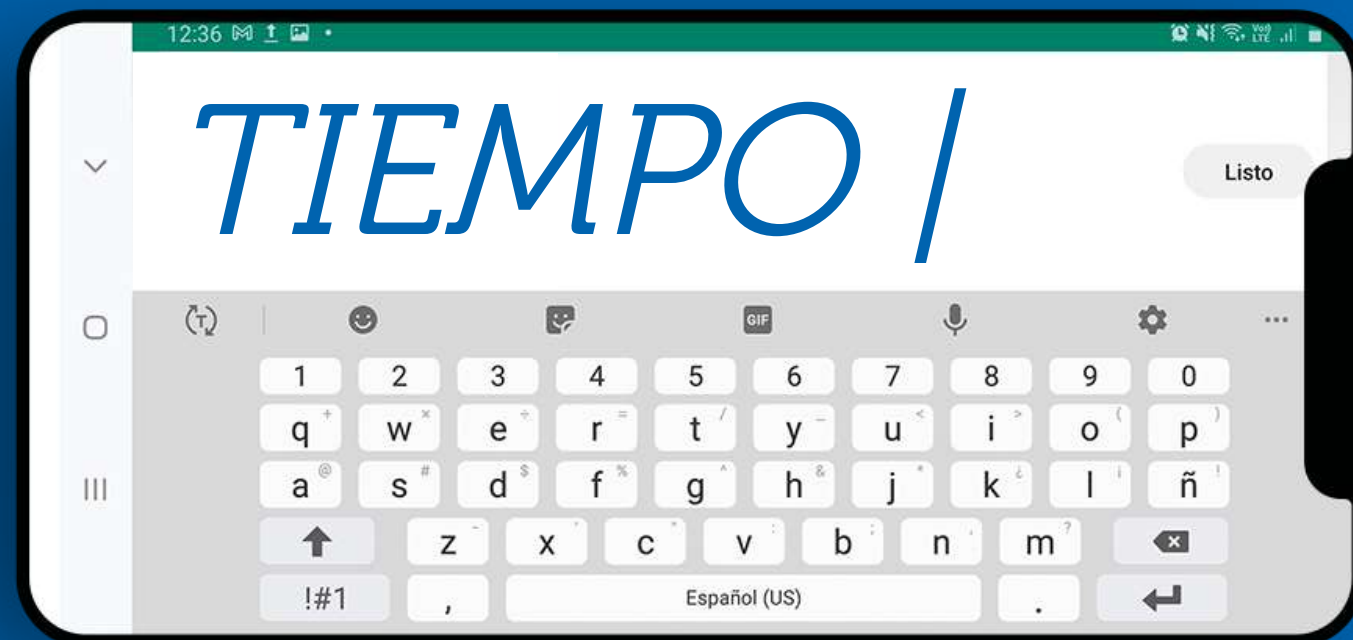 12:36
TIEMPO |
Listo
GIF
1 2 3 4 5 6 7 8 9 0
q + w × e ÷ r = t / y _ u < i > o ( p )
a @ s # d $ f % g ^ h & j * k ¿ l ¡ ñ !
z - x ' c " v : b ; n , m ?
!#1 , Español (US) .